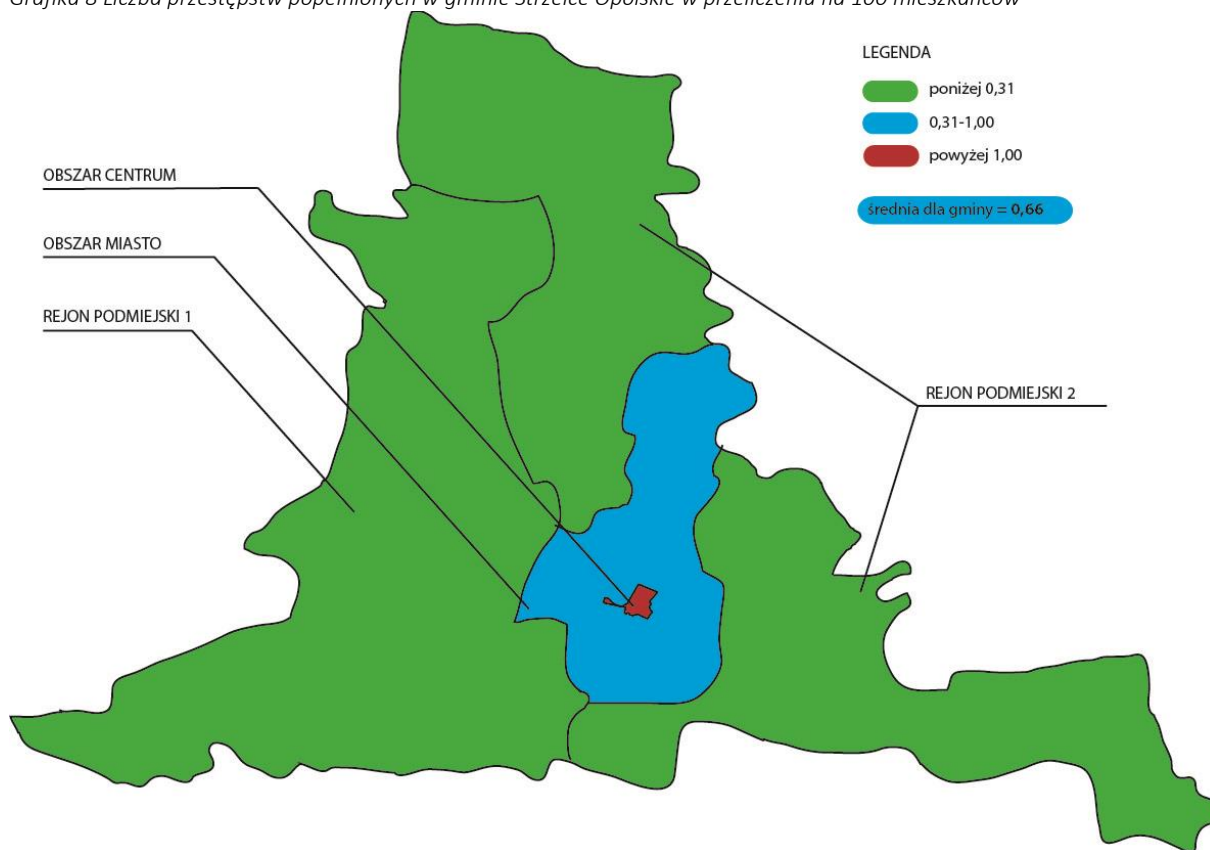 Grafika 8 Liczba przestępstw popełnionych w gminie Strzelce Opolskie w przeliczeniu na 100 mieszkańców
LEGENDA
poniżej 0,31
0,31-1,00
powyżej 1,00
średnia dla gminy = 0,66
OBSZAR CENTRUM
OBSZAR MIASTO
REJON PODMIEJSKI 1
REJON PODMIEJSKI 2